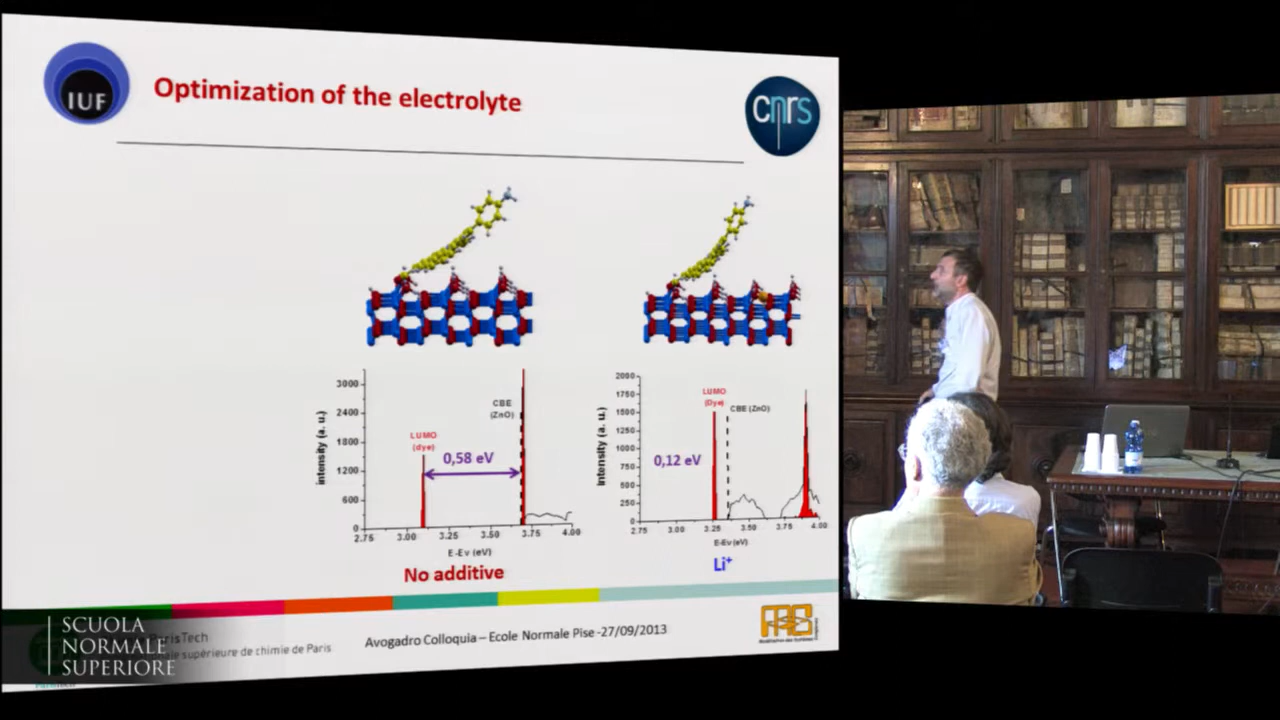 IUF
Optimization of the electrolyte
cnrs
3000
2400
1800
1200
600
0
intensity (a. u.)
LUMO
(dye)
CBE
(ZnO)
0,58 eV
2.75 3.00 3.25 3.50 3.75 4.00
E-Ev (eV)
No additive
2000
1750
1500
1250
1000
750
500
250
0
Intensity (a. u.)
LUMO
(Dye)
CBE (ZnO)
0,12 eV
2.75 3.00 3.25 3.50 3.75 4.00
E-Ev (eV)
Li⁺
SCUOLA
NORMALE
SUPERIORE
ParisTech
supérieure de chimie de Paris
Avogadro Colloquia – Ecole Normale Pise -27/09/2013